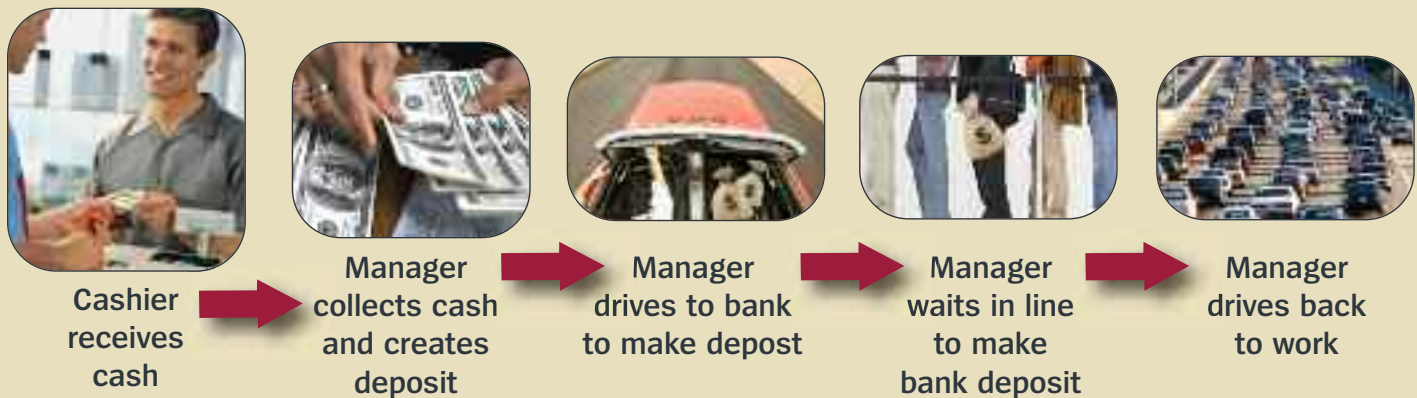 Cashier
receives
cash
Manager
collects cash
and creates
deposit
Manager
drives to bank
to make depost
Manager
waits in line
to make
bank deposit
Manager
drives back
to work